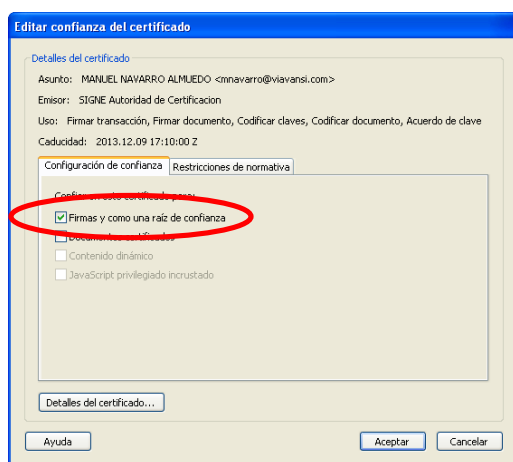 Editar confianza del certificado
Detalles del certificado
Asunto: MANUEL NAVARRO ALMUEDO <mnavarro@viavansi.com>
Emisor: SIGNE Autoridad de Certificacion
Uso: Firmar transacción, Firmar documento, Codificar claves, Codificar documento, Acuerdo de clave
Caducidad: 2013.12.09 17:10:00 Z
Configuración de confianza Restricciones de normativa
Confiar en este certificado para:
Firmas y como una raíz de confianza
Documentos certificados
Contenido dinámico
JavaScript privilegiado incrustado
Detalles del certificado...
Ayuda Aceptar Cancelar